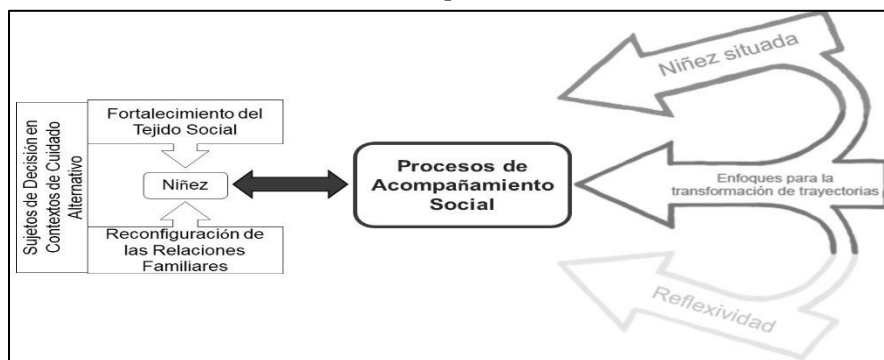 Sujetos de Decisión en
Contextos de Cuidado
Alternativo
Fortalecimiento del
Tejido Social
Niñez
Reconfiguración de
las Relaciones
Familiares
Procesos de
Acompañamiento
Social
Niñez situada
Enfoques para la
transformación de trayectorias
Reflexividad